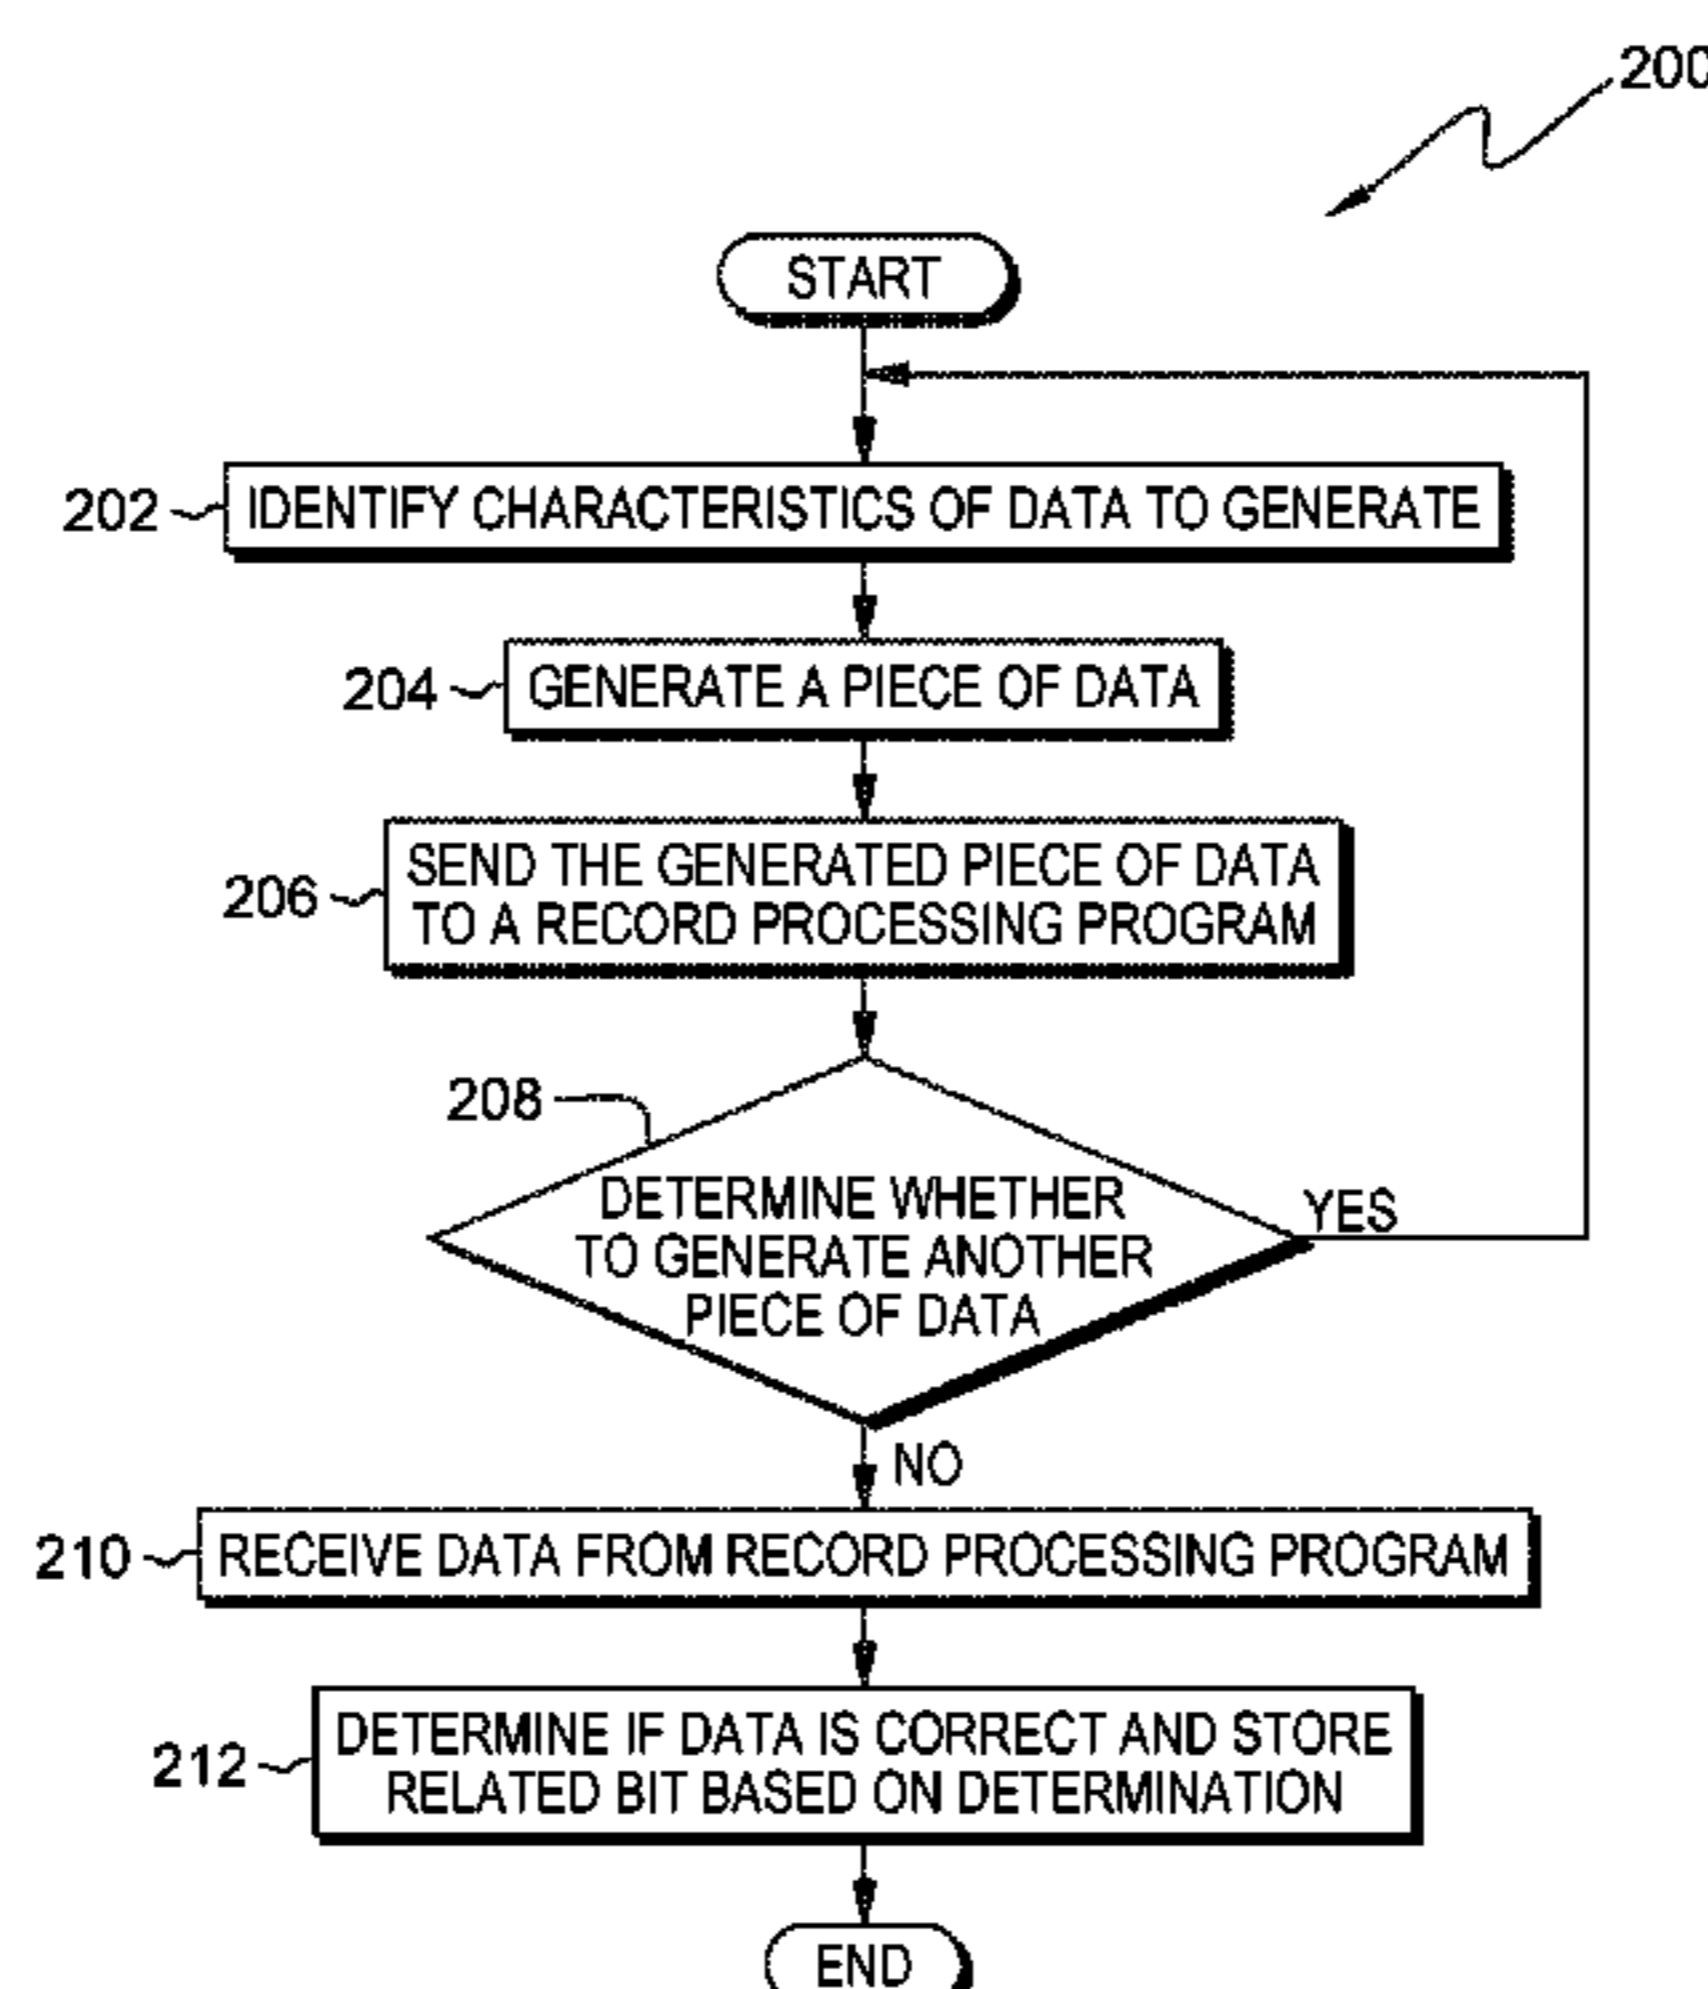 200
START
202
IDENTIFY CHARACTERISTICS OF DATA TO GENERATE
204
GENERATE A PIECE OF DATA
206
SEND THE GENERATED PIECE OF DATA
TO A RECORD PROCESSING PROGRAM
208
DETERMINE WHETHER
TO GENERATE ANOTHER
PIECE OF DATA
YES
NO
210
RECEIVE DATA FROM RECORD PROCESSING PROGRAM
212
DETERMINE IF DATA IS CORRECT AND STORE
RELATED BIT BASED ON DETERMINATION
END